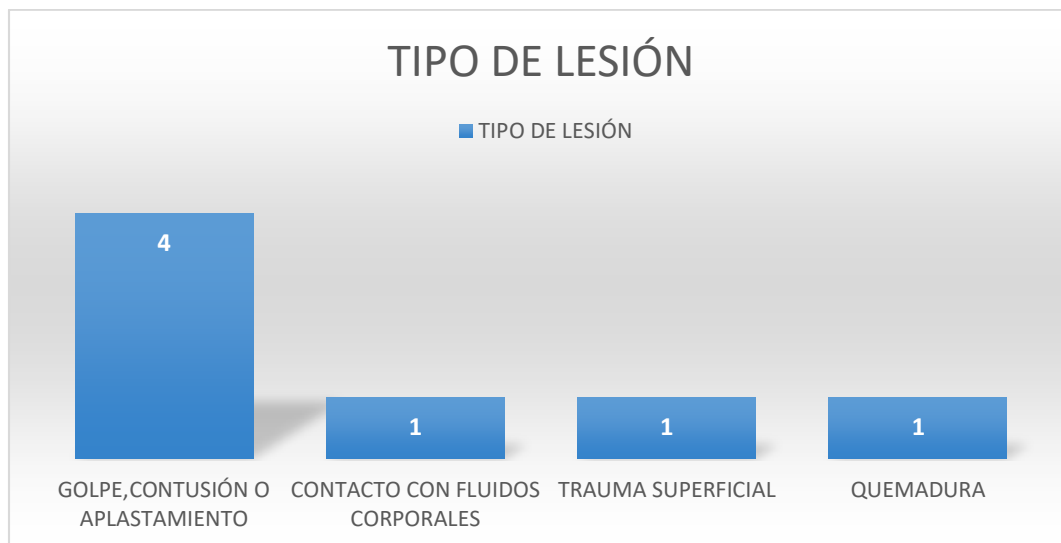 TIPO DE LESIÓN
TIPO DE LESIÓN
4
1
1
1
GOLPE,CONTUSIÓN O
APLASTAMIENTO
CONTACTO CON FLUIDOS
CORPORALES
TRAUMA SUPERFICIAL
QUEMADURA